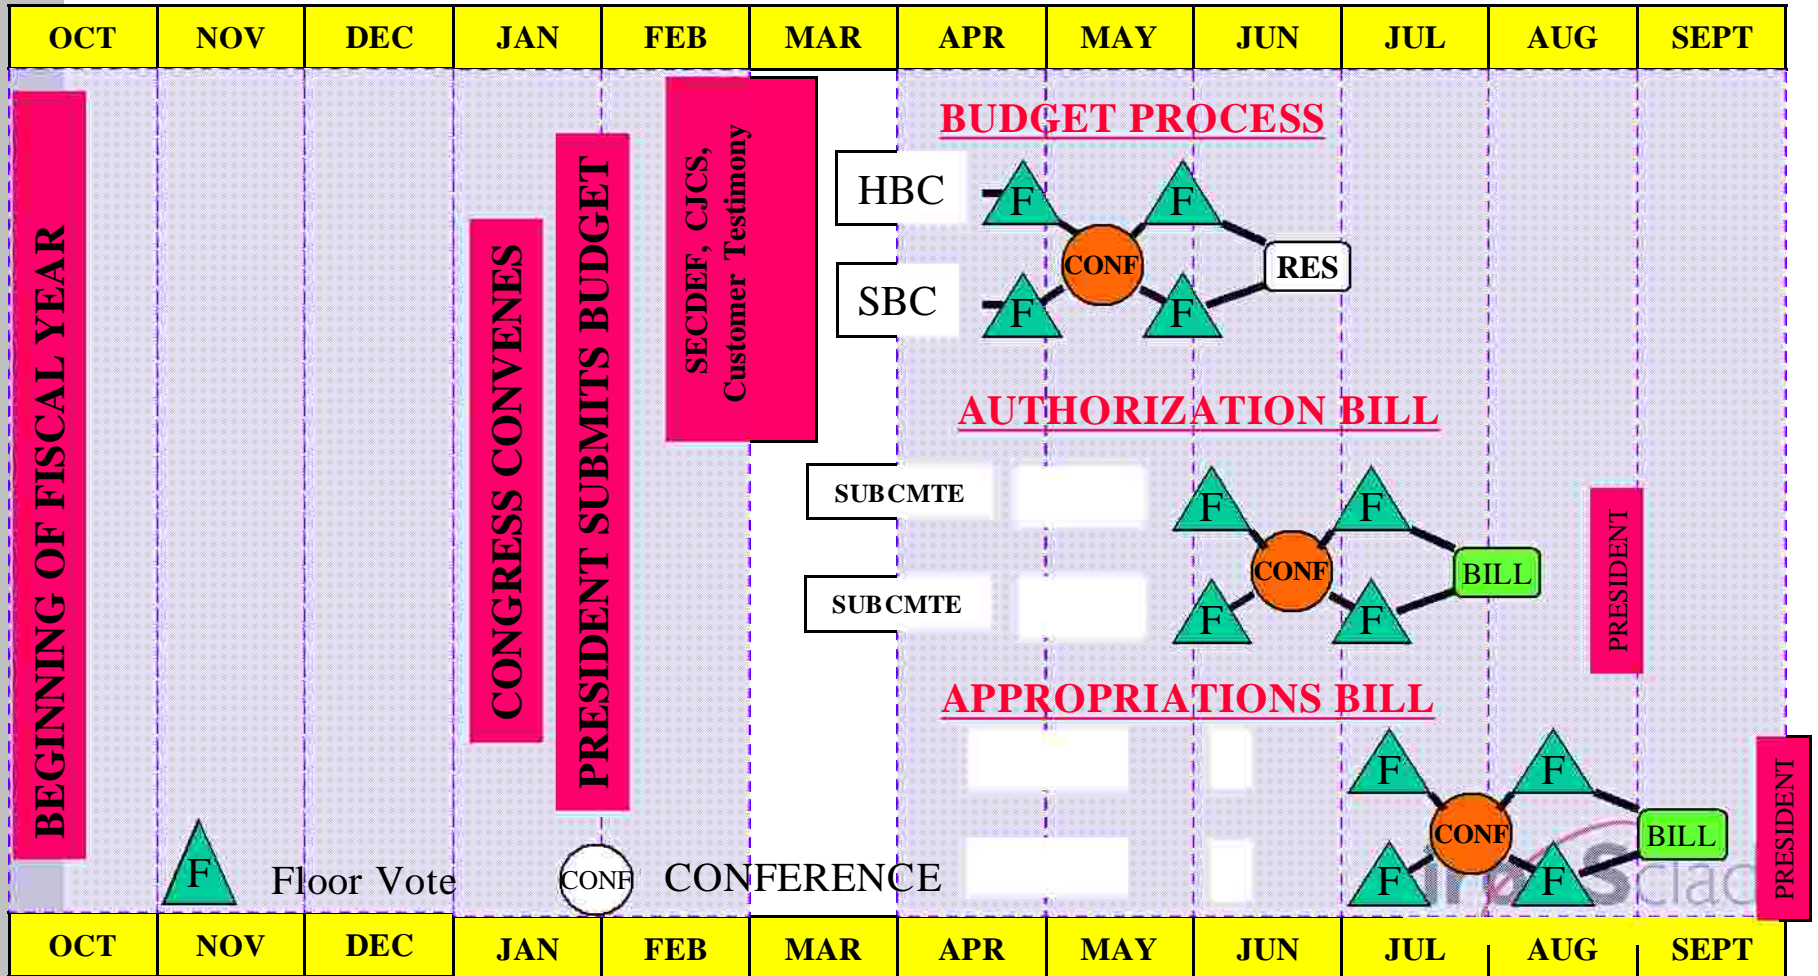 OCT NOV DEC JAN FEB MAR APR MAY JUN JUL AUG SEPT
BEGINNING OF FISCAL YEAR
CONGRESS CONVENES
PRESIDENT SUBMITS BUDGET
SECDEF, CJCS,
Customer Testimony
BUDGET PROCESS
HBC
F
F
CONF
RES
SBC
F
F
AUTHORIZATION BILL
SUBCMTE
F
F
CONF
BILL
SUBCMTE
F
F
PRESIDENT
APPROPRIATIONS BILL
F
F
CONF
BILL
F
F
PRESIDENT
F Floor Vote
CONF CONFERENCE
OCT NOV DEC JAN FEB MAR APR MAY JUN JUL AUG SEPT